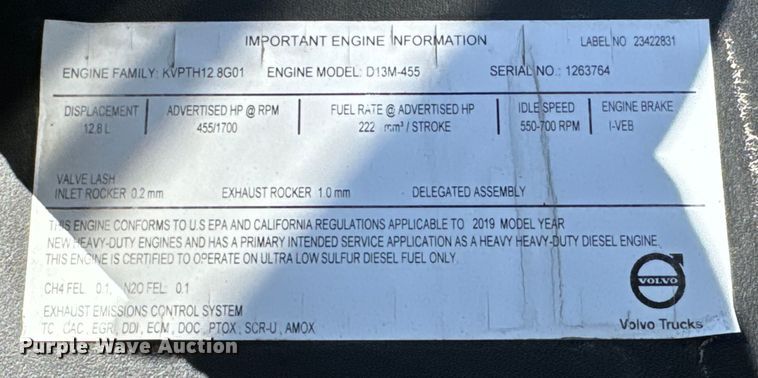 IMPORTANT ENGINE INFORMATION LABEL NO 23422831
ENGINE FAMILY: KVPTH12.8G01 ENGINE MODEL: D13M-455 SERIAL NO: 1263764
DISPLACEMENT ADVERTISED HP @ RPM FUEL RATE @ ADVERTISED HP IDLE SPEED ENGINE BRAKE
12.8 L 455/1700 222 mm³ / STROKE 550-700 RPM I-VEB
VALVE LASH
INLET ROCKER 0.2 mm EXHAUST ROCKER 1.0 mm DELEGATED ASSEMBLY
THIS ENGINE CONFORMS TO U.S EPA AND CALIFORNIA REGULATIONS APPLICABLE TO 2019 MODEL YEAR
NEW HEAVY-DUTY ENGINES AND HAS A PRIMARY INTENDED SERVICE APPLICATION AS A HEAVY HEAVY-DUTY DIESEL ENGINE.
THIS ENGINE IS CERTIFIED TO OPERATE ON ULTRA LOW SULFUR DIESEL FUEL ONLY.
CH4 FEL: 0.1, N2O FEL: 0.1
EXHAUST EMISSIONS CONTROL SYSTEM
TC, CAC, EGR, DDI, ECM, DOC, PTOX, SCR-U, AMOX
VOLVO
Volvo Trucks
Purple Wave Auction